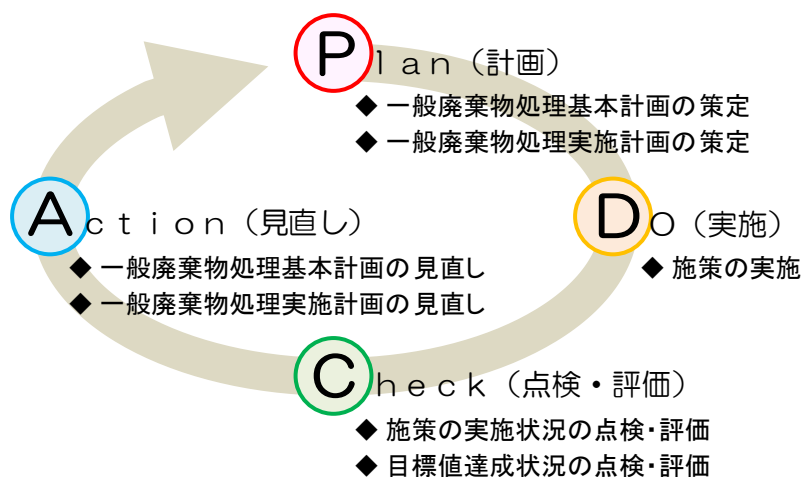 Ｐｌａｎ（計画）
◆ 一般廃棄物処理基本計画の策定
◆ 一般廃棄物処理実施計画の策定
Ｄｏ（実施）
◆ 施策の実施
Ｃｈｅｃｋ（点検・評価）
◆ 施策の実施状況の点検・評価
◆ 目標値達成状況の点検・評価
Ａｃｔｉｏｎ（見直し）
◆ 一般廃棄物処理基本計画の見直し
◆ 一般廃棄物処理実施計画の見直し